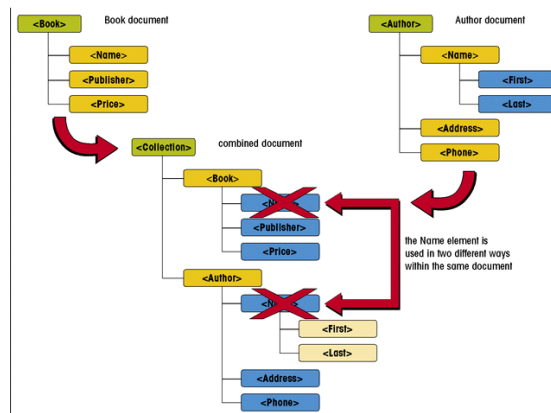 <Book>
Book document
<Name>
<Publisher>
<Price>
<Author>
Author document
<Name>
<First>
<Last>
<Address>
<Phone>
<Collection>
combined document
<Book>
<Publisher>
<Price>
the Name element is
used in two different ways
within the same document
<Author>
<First>
<Last>
<Address>
<Phone>